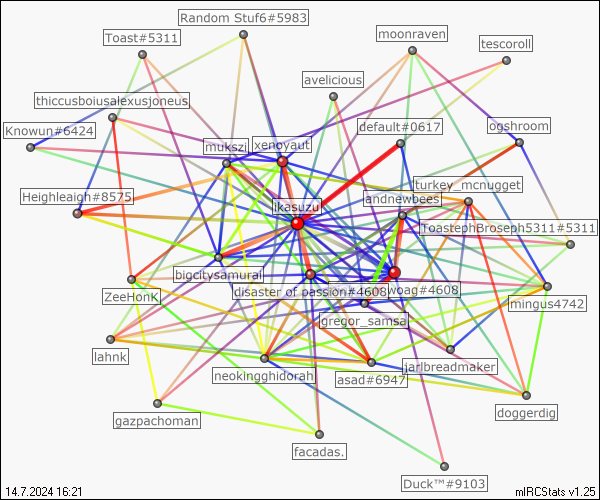 Random Stuf6#5983
Toast#5311
moonraven
tescoroll
avelicious
thiccusboiusalexusjoneus
Knowun#6424
default#0617
ogshroom
mukszi
xenoyaut
Heighleaigh#8575
turkey_mcnugget
andnewbees
ikasuzu
ToastephBroseph5311#5311
bigcitysamurai
disaster of passion#4608
woag#4608
ZeeHonK
mingus4742
gregor_samsa
lahnk
jarlbreadmaker
neokingghidorah
asad#6947
doggerdig
gazpachoman
facadas.
Duck™#9103
14.7.2024 16:21
mIRCStats v1.25